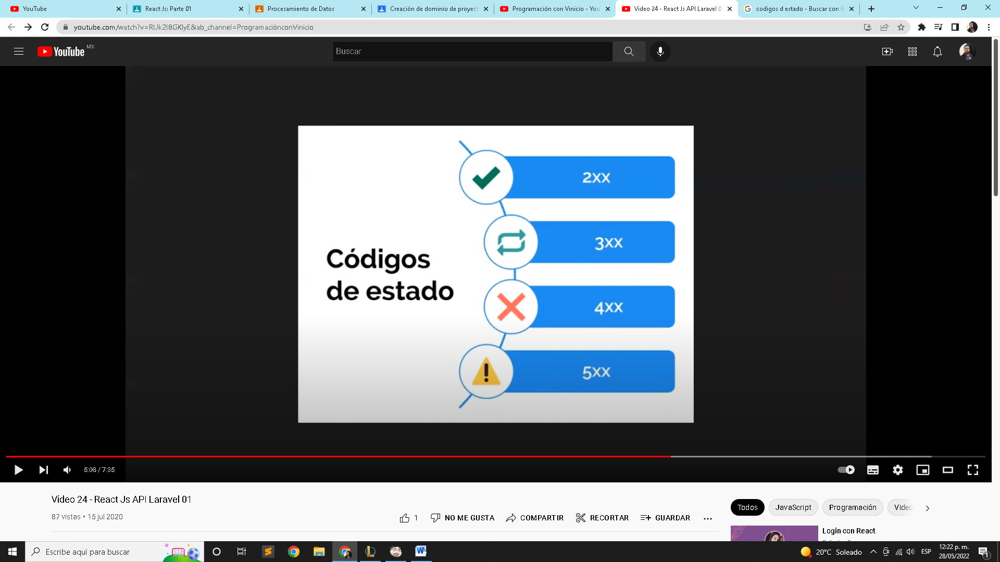 YouTube
React Js: Parte 01
Procesamiento de Datos
Creación de dominio de proyect
Programación con Vinicio - You
Video 24 - React Js API Laravel 0
codigos d estado - Buscar con G
youtube.com/watch?v=RUk2I8GKlyE&ab_channel=ProgramaciónconVinicio
YouTube MX
Buscar
2xx
3xx
Códigos
de estado
4xx
5xx
5:08 / 7:35
Video 24 - React Js API Laravel 01
87 vistas • 15 jul 2020
1
NO ME GUSTA
COMPARTIR
RECORTAR
GUARDAR
Todos
JavaScript
Programación
Video
Login con React
Escribe aquí para buscar
20°C Soleado
ESP
12:22 p. m.
28/05/2022
1